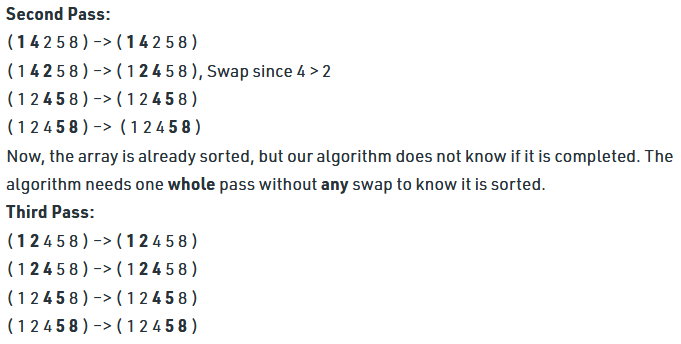 Second Pass:
( 1 4 2 5 8 ) –> ( 1 4 2 5 8 )
( 1 4 2 5 8 ) –> ( 1 2 4 5 8 ), Swap since 4 > 2
( 1 2 4 5 8 ) –> ( 1 2 4 5 8 )
( 1 2 4 5 8 ) –>  ( 1 2 4 5 8 )
Now, the array is already sorted, but our algorithm does not know if it is completed. The
algorithm needs one whole pass without any swap to know it is sorted.
Third Pass:
( 1 2 4 5 8 ) –> ( 1 2 4 5 8 )
( 1 2 4 5 8 ) –> ( 1 2 4 5 8 )
( 1 2 4 5 8 ) –> ( 1 2 4 5 8 )
( 1 2 4 5 8 ) –> ( 1 2 4 5 8 )